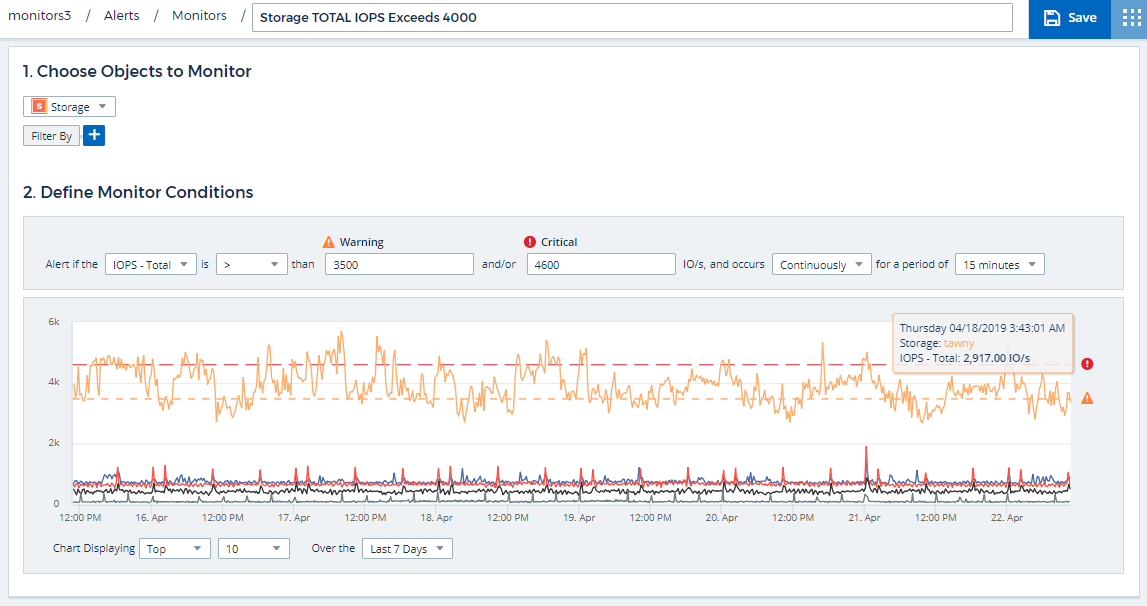 monitors3 / Alerts / Monitors / Storage TOTAL IOPS Exceeds 4000 Save
1. Choose Objects to Monitor
S Storage
Filter By +
2. Define Monitor Conditions
Warning Critical
Alert if the IOPS - Total is > than 3500 and/or 4600 IO/s, and occurs Continuously for a period of 15 minutes
6k
4k
2k
0
Thursday 04/18/2019 3:43:01 AM
Storage: tawny
IOPS - Total: 2,917.00 IO/s
12:00 PM 16. Apr 12:00 PM 17. Apr 12:00 PM 18. Apr 12:00 PM 19. Apr 12:00 PM 20. Apr 12:00 PM 21. Apr 12:00 PM 22. Apr
Chart Displaying Top 10 Over the Last 7 Days